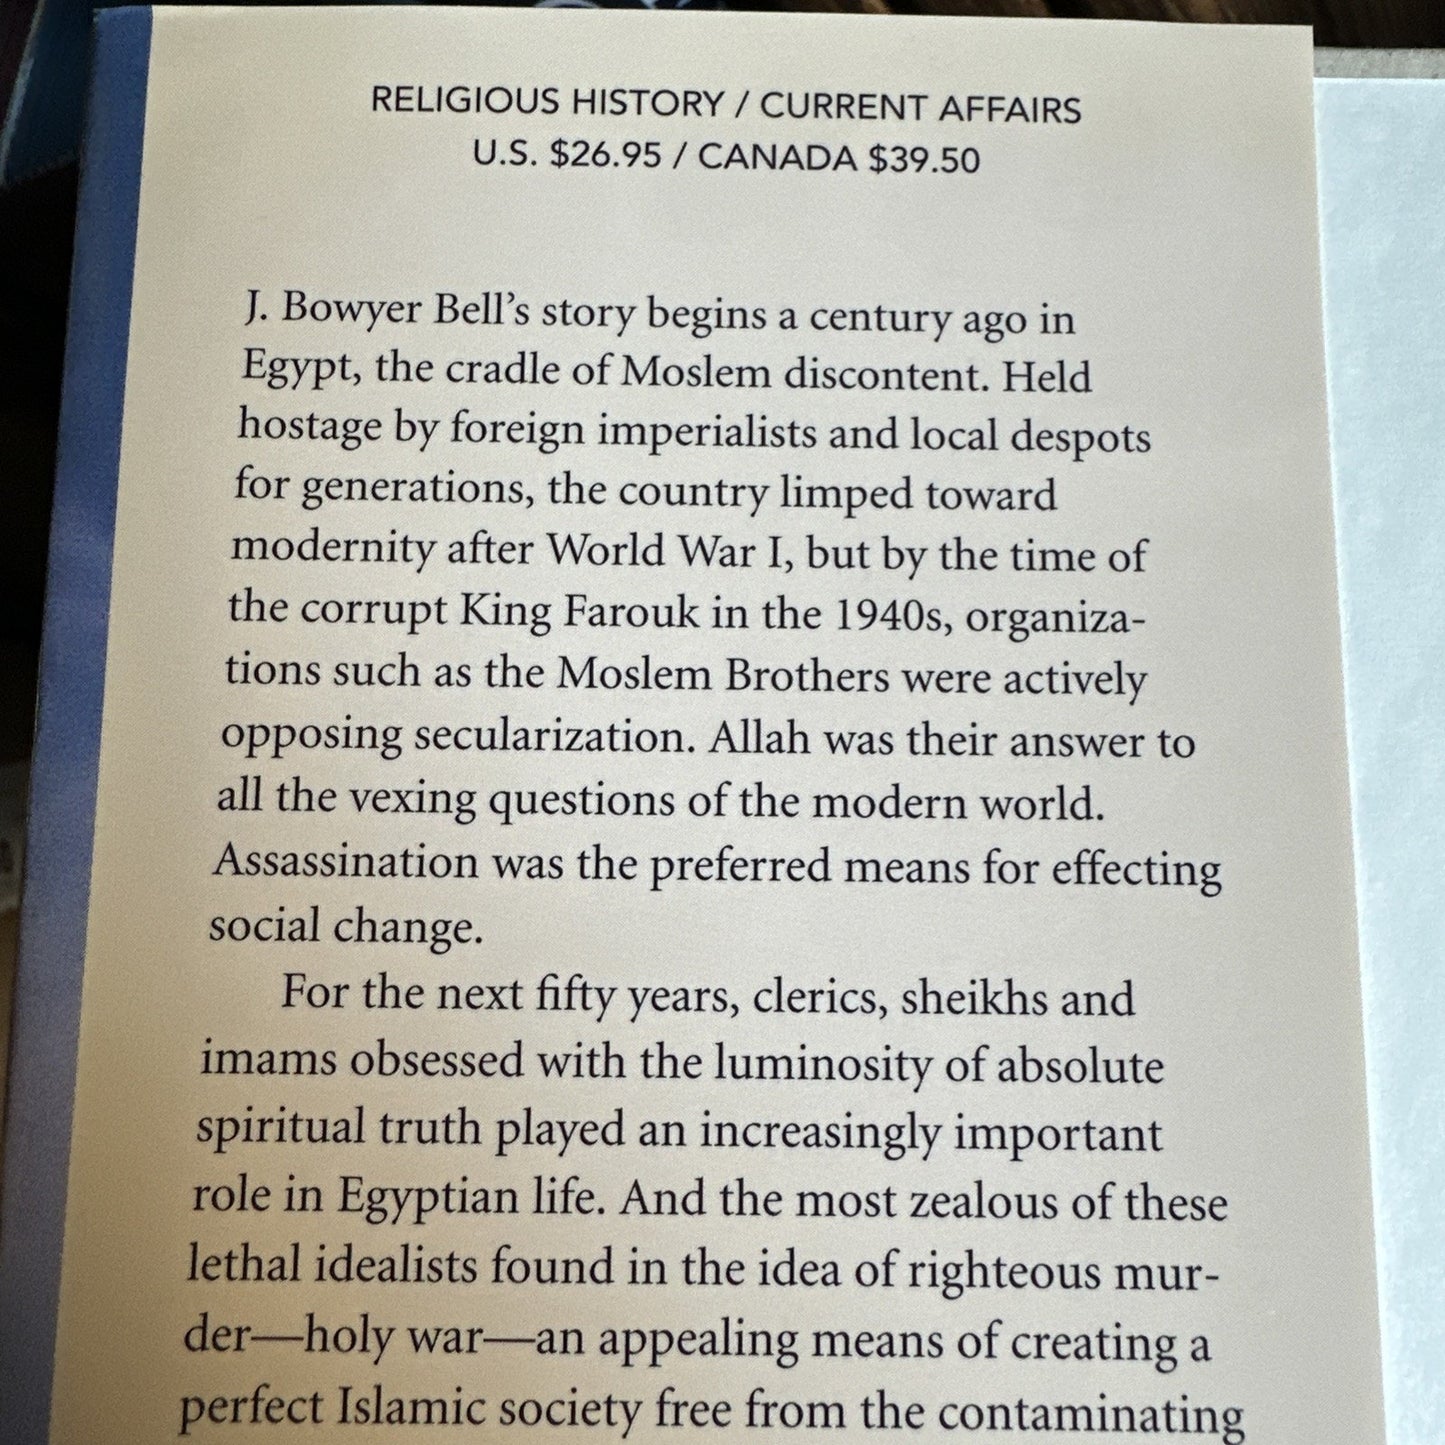 RELIGIOUS HISTORY / CURRENT AFFAIRS
U.S. $26.95 / CANADA $39.50
J. Bowyer Bell’s story begins a century ago in
Egypt, the cradle of Moslem discontent. Held
hostage by foreign imperialists and local despots
for generations, the country limped toward
modernity after World War I, but by the time of
the corrupt King Farouk in the 1940s, organiza-
tions such as the Moslem Brothers were actively
opposing secularization. Allah was their answer to
all the vexing questions of the modern world.
Assassination was the preferred means for effecting
social change.
For the next fifty years, clerics, sheikhs and
imams obsessed with the luminosity of absolute
spiritual truth played an increasingly important
role in Egyptian life. And the most zealous of these
lethal idealists found in the idea of righteous mur-
der—holy war—an appealing means of creating a
perfect Islamic society free from the contaminating